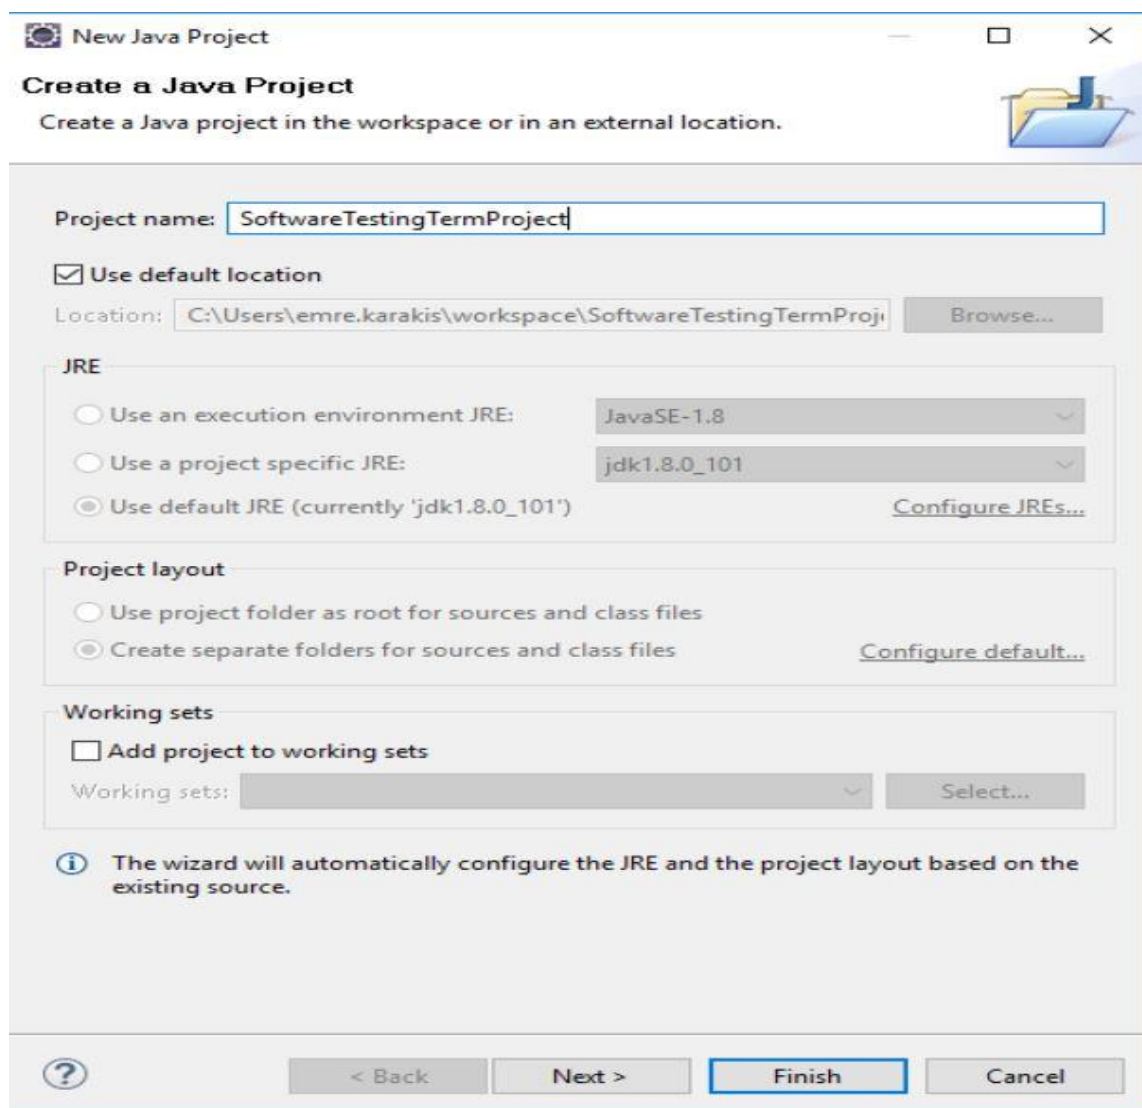 New Java Project
Create a Java Project
Create a Java project in the workspace or in an external location.
Project name: SoftwareTestingTermProject
Use default location
Location: C:\Users\emre.karakis\workspace\SoftwareTestingTermProj Browse...
JRE
Use an execution environment JRE: JavaSE-1.8
Use a project specific JRE: jdk1.8.0_101
Use default JRE (currently 'jdk1.8.0_101') Configure JREs...
Project layout
Use project folder as root for sources and class files
Create separate folders for sources and class files Configure default...
Working sets
Add project to working sets
Working sets: Select...
The wizard will automatically configure the JRE and the project layout based on the
existing source.
? < Back Next > Finish Cancel